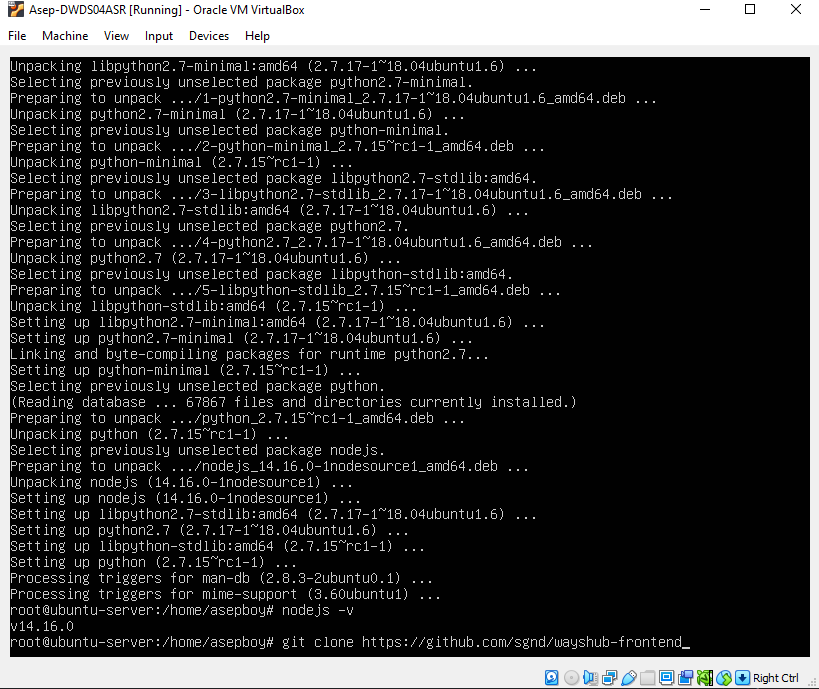 Asep-DWDS04ASR [Running] - Oracle VM VirtualBox
File Machine View Input Devices Help
Unpacking libpython2.7-minimal:amd64 (2.7.17-1~18.04ubuntu1.6) ...
Selecting previously unselected package python2.7-minimal.
Preparing to unpack .../1-python2.7-minimal_2.7.17-1~18.04ubuntu1.6_amd64.deb ...
Unpacking python2.7-minimal (2.7.17-1~18.04ubuntu1.6) ...
Selecting previously unselected package python-minimal.
Preparing to unpack .../2-python-minimal_2.7.15~rc1-1_amd64.deb ...
Unpacking python-minimal (2.7.15~rc1-1) ...
Selecting previously unselected package libpython2.7-stdlib:amd64.
Preparing to unpack .../3-libpython2.7-stdlib_2.7.17-1~18.04ubuntu1.6_amd64.deb ...
Unpacking libpython2.7-stdlib:amd64 (2.7.17-1~18.04ubuntu1.6) ...
Selecting previously unselected package python2.7.
Preparing to unpack .../4-python2.7_2.7.17-1~18.04ubuntu1.6_amd64.deb ...
Unpacking python2.7 (2.7.17-1~18.04ubuntu1.6) ...
Selecting previously unselected package libpython-stdlib:amd64.
Preparing to unpack .../5-libpython-stdlib_2.7.15~rc1-1_amd64.deb ...
Unpacking libpython-stdlib:amd64 (2.7.15~rc1-1) ...
Setting up libpython2.7-minimal:amd64 (2.7.17-1~18.04ubuntu1.6) ...
Setting up python2.7-minimal (2.7.17-1~18.04ubuntu1.6) ...
Linking and byte-compiling packages for runtime python2.7...
Setting up python-minimal (2.7.15~rc1-1) ...
Selecting previously unselected package python.
(Reading database ... 67867 files and directories currently installed.)
Preparing to unpack .../python_2.7.15~rc1-1_amd64.deb ...
Unpacking python (2.7.15~rc1-1) ...
Selecting previously unselected package nodejs.
Preparing to unpack .../nodejs_14.16.0-1nodesource1_amd64.deb ...
Unpacking nodejs (14.16.0-1nodesource1) ...
Setting up nodejs (14.16.0-1nodesource1) ...
Setting up libpython2.7-stdlib:amd64 (2.7.17-1~18.04ubuntu1.6) ...
Setting up python2.7 (2.7.17-1~18.04ubuntu1.6) ...
Setting up libpython-stdlib:amd64 (2.7.15~rc1-1) ...
Setting up python (2.7.15~rc1-1) ...
Processing triggers for man-db (2.8.3-2ubuntu0.1) ...
Processing triggers for mime-support (3.60ubuntu1) ...
root@ubuntu-server:/home/asepboy# nodejs -v
v14.16.0
root@ubuntu-server:/home/asepboy# git clone https://github.com/sgnd/wayshub-frontend_
Right Ctrl